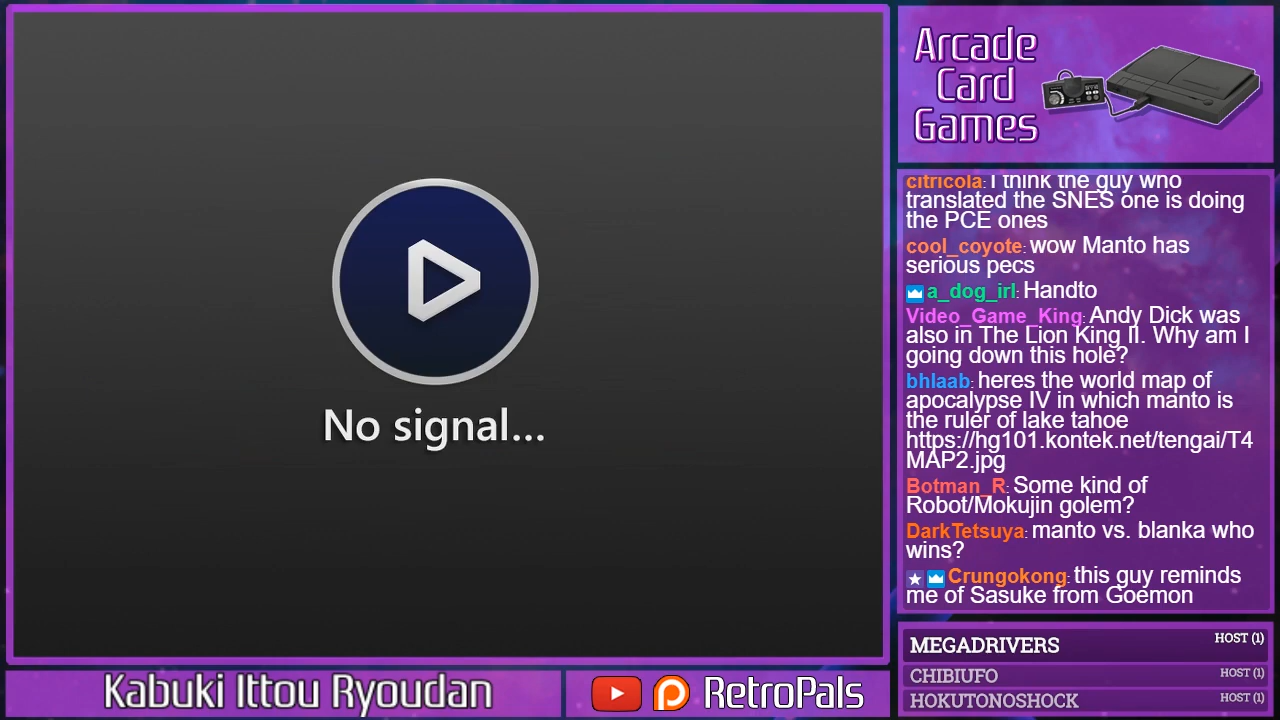 No signal...
Arcade
Card
Games
citricola: I think the guy who
translated the SNES one is doing
the PCE ones
cool_coyote: wow Manto has
serious pecs
a_dog_irl: Handto
Video_Game_King: Andy Dick was
also in The Lion King II. Why am I
going down this hole?
bhlaab: heres the world map of
apocalypse IV in which manto is
the ruler of lake tahoe
https://hg101.kontek.net/tengai/T4
MAP2.jpg
Botman_R: Some kind of
Robot/Mokujin golem?
DarkTetsuya: manto vs. blanka who
wins?
Crungokong: this guy reminds
me of Sasuke from Goemon
MEGADRIVERS HOST (1)
CHIBIUFO HOST (1)
HOKUTONOSHOCK HOST (1)
Kabuki Ittou Ryoudan
RetroPals